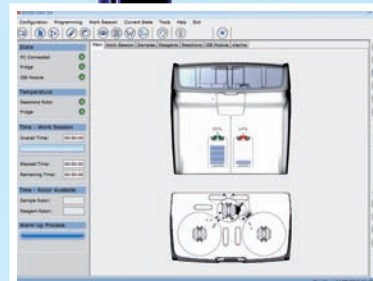 Configuration Programming Work Session Current State Tools Help Exit
Main Work Session Samples Reagents Reactions ISE Module Alarms
State
PC Connected
Fridge
ISE Module
Temperature
Reactions Rotor
Fridge
Time - Work Session
Overall Time: 00:00:00
Elapsed Time: 00:00:00
Remaining Time: 00:00:00
Time - Rotor Available
Sample Rotor:
Reagent Rotor:
Warm Up Process